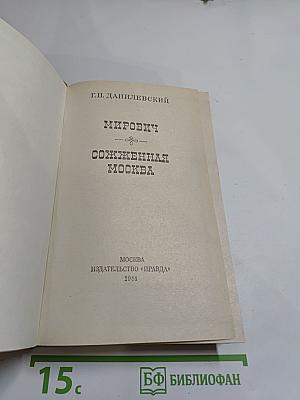 Г.П. ДАНИЛЕВСКИЙ
МИРОВИЧ
СОЖЖЕННАЯ
МОСКВА
МОСКВА
ИЗДАТЕЛЬСТВО «ПРАВДА»
15с
БФ БИБЛИОФАН